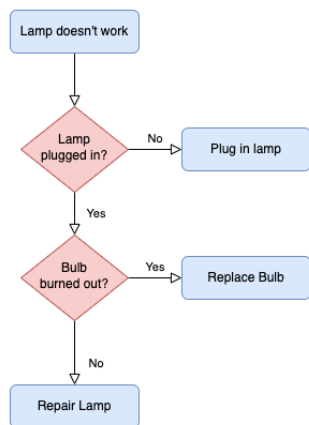 Lamp doesn't work
Lamp
plugged in?
No
Plug in lamp
Yes
Bulb
burned out?
Yes
Replace Bulb
No
Repair Lamp